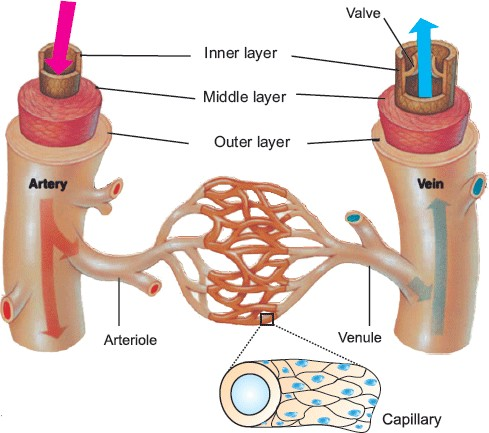 Valve
Inner layer
Middle layer
Outer layer
Artery
Vein
Arteriole
Venule
Capillary